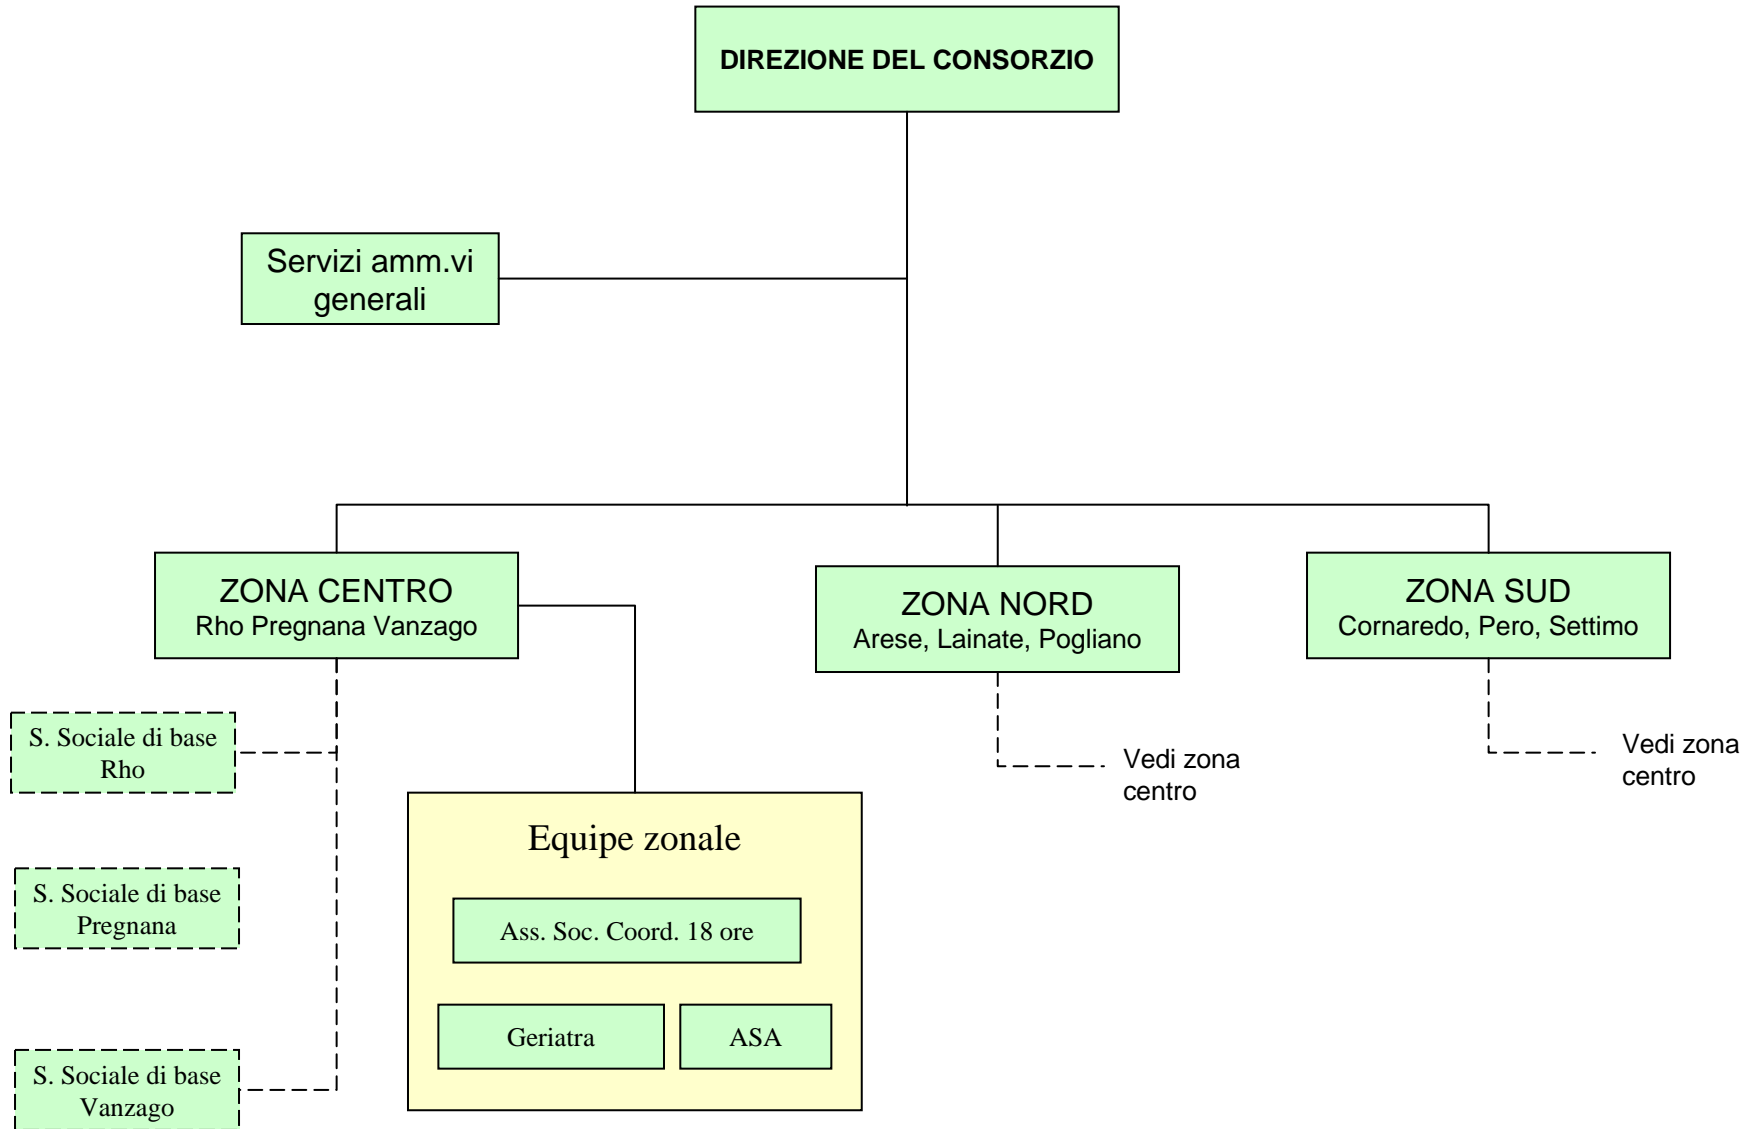 DIREZIONE DEL CONSORZIO
Servizi amm.vi
generali
ZONA CENTRO
Rho Pregnana Vanzago
ZONA NORD
Arese, Lainate, Pogliano
ZONA SUD
Cornaredo, Pero, Settimo
S. Sociale di base
Rho
Vedi zona
centro
Vedi zona
centro
Equipe zonale
S. Sociale di base
Pregnana
Ass. Soc. Coord. 18 ore
Geriatra
ASA
S. Sociale di base
Vanzago